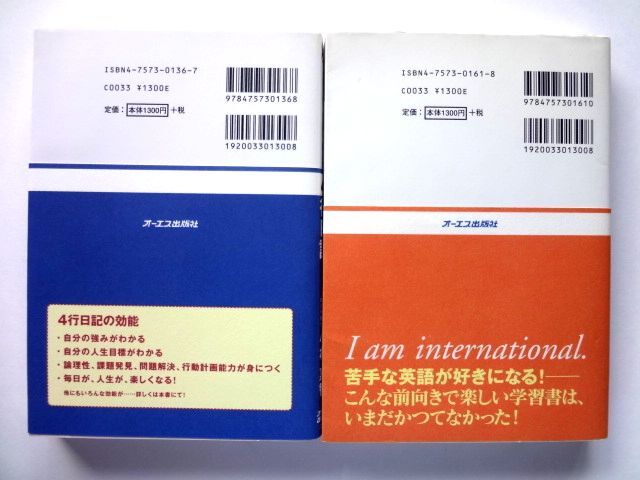 ISBN4-7573-0136-7
C0033 ¥1300E
定価：本体1300円+税
9784757301368
1920033013008
オーエス出版社
4行日記の効能
・自分の強みがわかる
・自分の人生目標がわかる
・論理性、課題発見、問題解決、行動計画能力が身につく
・毎日が、人生が、楽しくなる!
他にもいろんな効能が……詳しくは本書にて!
ISBN4-7573-0161-8
C0033 ¥1300E
定価：本体1300円+税
9784757301610
1920033013008
オーエス出版社
I am international.
苦手な英語が好きになる!――
こんな前向きで楽しい学習書は、
いまだかつてなかった!